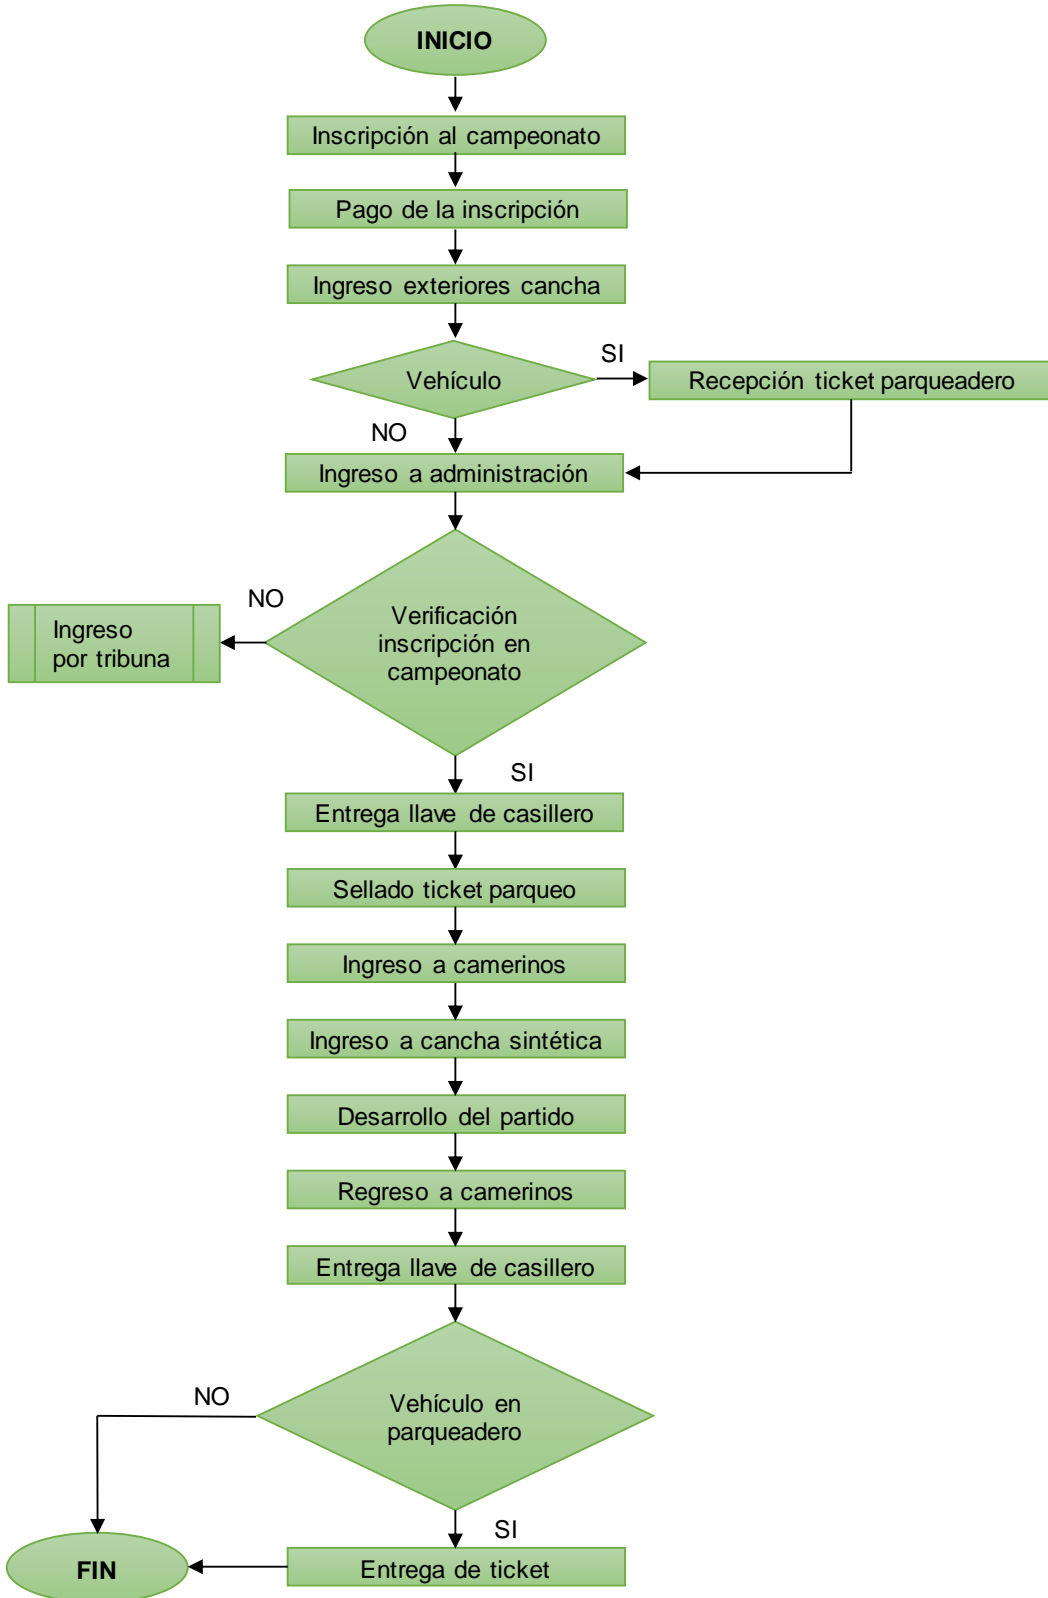 INICIO
Inscripción al campeonato
Pago de la inscripción
Ingreso exteriores cancha
Vehículo
SI
Recepción ticket parqueadero
NO
Ingreso a administración
NO
Ingreso
por tribuna
Verificación
inscripción en
campeonato
SI
Entrega llave de casillero
Sellado ticket parqueo
Ingreso a camerinos
Ingreso a cancha sintética
Desarrollo del partido
Regreso a camerinos
Entrega llave de casillero
NO
Vehículo en
parqueadero
SI
Entrega de ticket
FIN